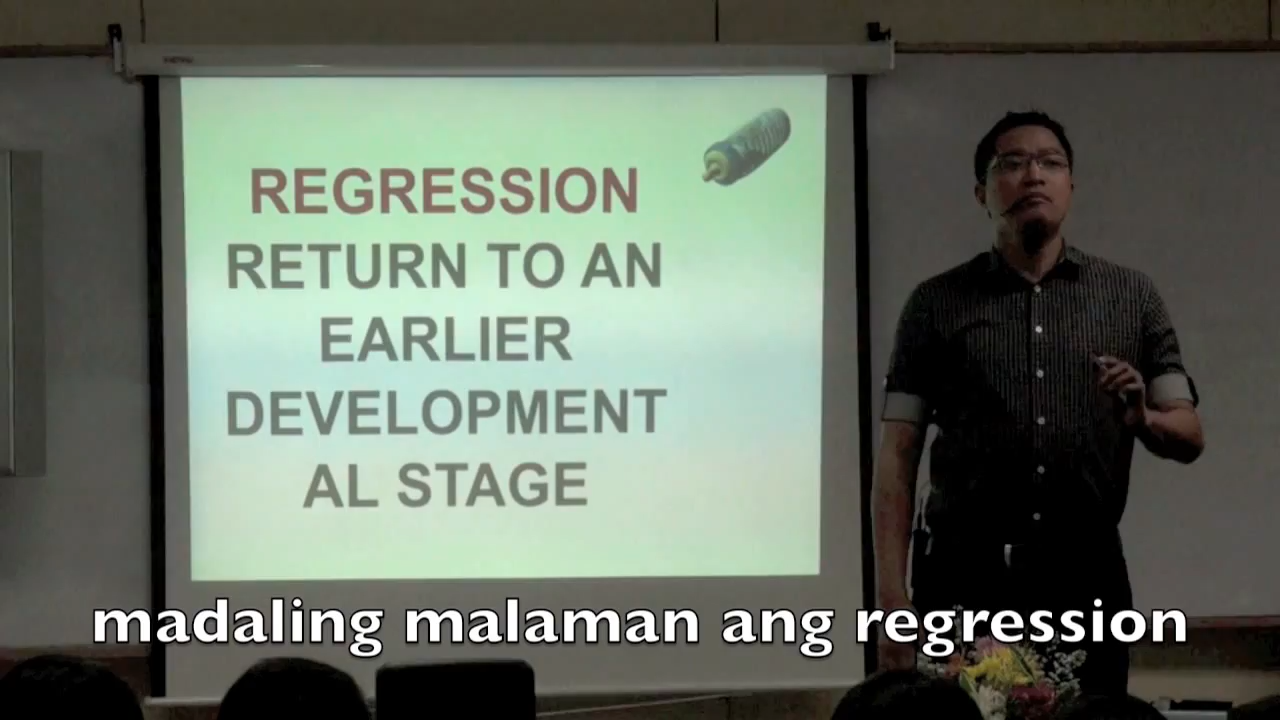 REGRESSION
RETURN TO AN
EARLIER
DEVELOPMENT
AL STAGE
madaling malaman ang regression